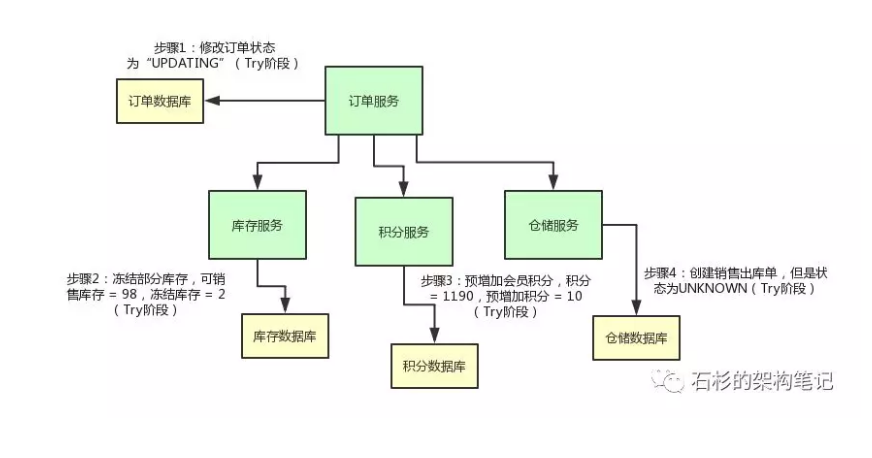 步骤1：修改订单状态
为“UPDATING”（Try阶段）
订单数据库
订单服务
库存服务
积分服务
仓储服务
步骤2：冻结部分库存，可销
售库存 = 98，冻结库存 = 2
（Try阶段）
步骤3：预增加会员积分，积分
= 1190，预增加积分 = 10
（Try阶段）
步骤4：创建销售出库单，但是状
态为UNKNOWN（Try阶段）
库存数据库
积分数据库
仓储数据库
石杉的架构笔记